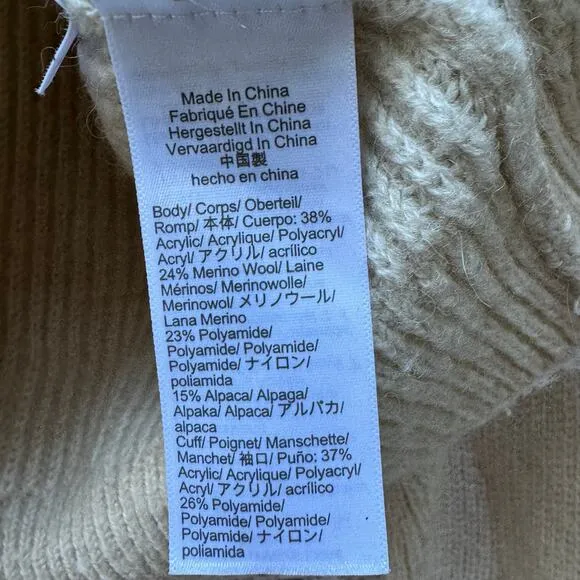 Made In China
Fabriqué En Chine
Hergestellt In China
Vervaardigd In China
中国製
hecho en china
Body/ Corps/ Oberteil/
Romp/ 本体/ Cuerpo: 38%
Acrylic/ Acrylique/ Polyacryl/
Acryl/ アクリル/ acrílico
24% Merino Wool/ Laine
Mérinos/ Merinowolle/
Merinowol/ メリノウール/
Lana Merino
23% Polyamide/
Polyamide/ Polyamide/
Polyamide/ ナイロン/
poliamida
15% Alpaca/ Alpaga/
Alpaka/ Alpaca/ アルパカ/
alpaca
Cuff/ Poignet/ Manschette/
Manchet/ 袖口/ Puño: 37%
Acrylic/ Acrylique/ Polyacryl/
Acryl/ アクリル/ acrílico
26% Polyamide/
Polyamide/ Polyamide/
Polyamide/ ナイロン/
poliamida